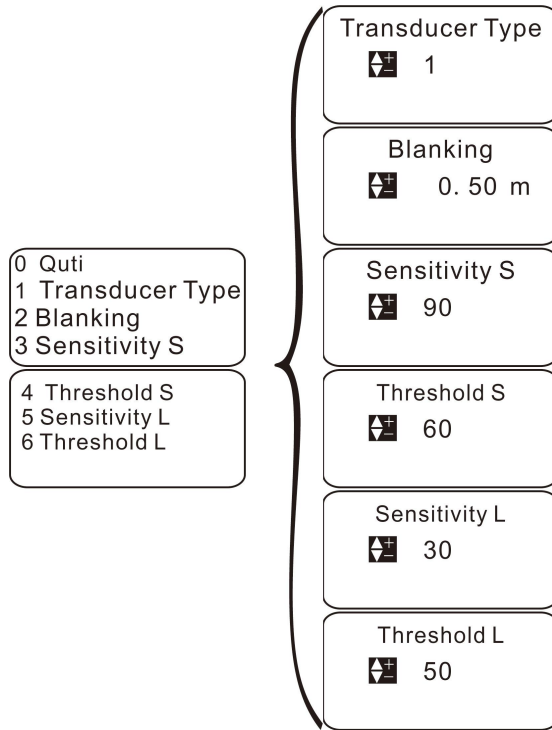 0 Quti
1 Transducer Type
2 Blanking
3 Sensitivity S
4 Threshold S
5 Sensitivity L
6 Threshold L
Transducer Type
1
Blanking
0. 50 m
Sensitivity S
90
Threshold S
60
Sensitivity L
30
Threshold L
50